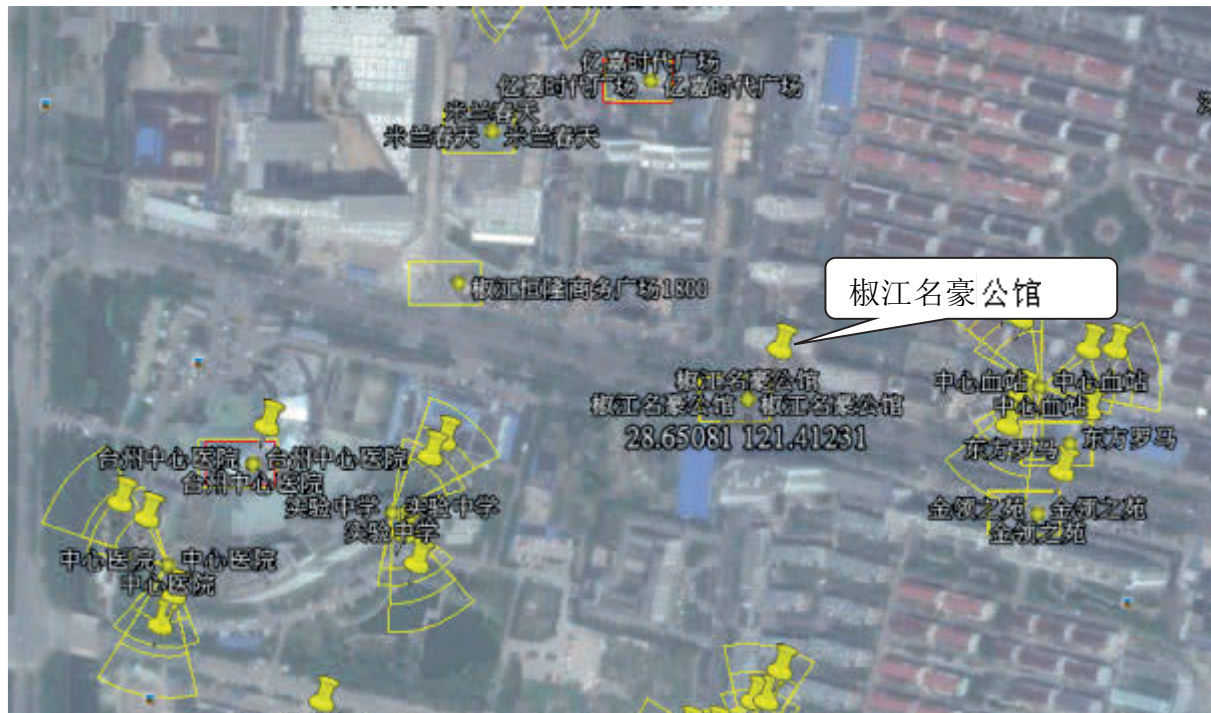 亿嘉时代广场
亿嘉时代广场 亿嘉时代广场
米兰春天
米兰春天 米兰春天
椒江恒隆商务广场1800
椒江名豪公馆
椒江名豪公馆
椒江名豪公馆 椒江名豪公馆
28.65081 121.41231
中心血站 中心血站
中心血站
东方罗马 东方罗马
台州中心医院 台州中心医院
台州中心医院
实验中学 实验中学
实验中学
金领之苑 金领之苑
金领之苑
中心医院 中心医院
中心医院